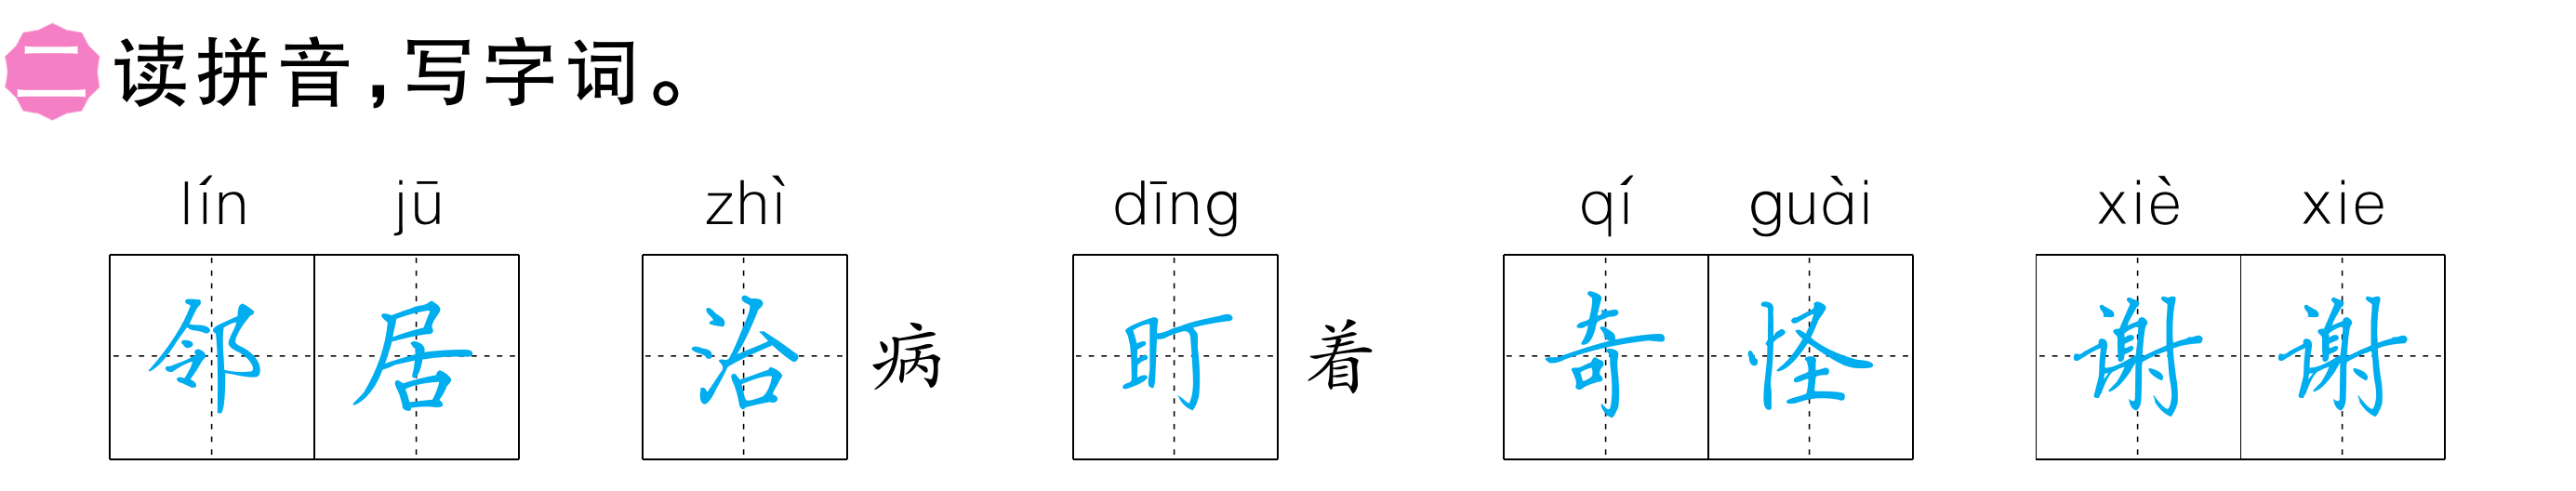 二 读拼音,写字词。
lín jū zhì dīng qí guài xiè xie
邻居 治病 盯着 奇怪 谢谢